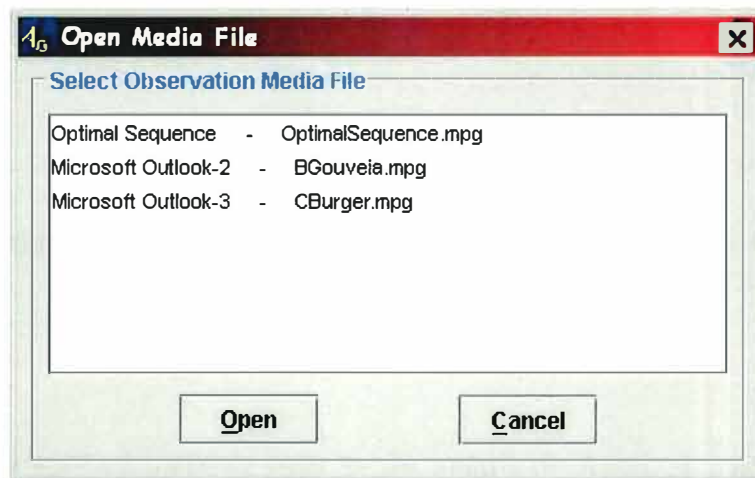 Open Media File
Select Observation Media File
Optimal Sequence - OptimalSequence.mpg
Microsoft Outlook-2 - BGouveia.mpg
Microsoft Outlook-3 - CBurger.mpg
Open Cancel